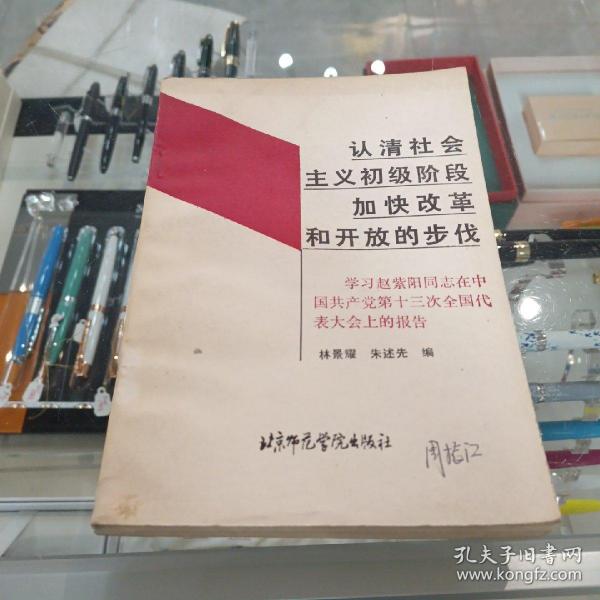 认清社会
主义初级阶段
加快改革
和开放的步伐
学习赵紫阳同志在中
国共产党第十三次全国代
表大会上的报告
林景耀 朱述先 编
北京师范学院出版社
孔夫子旧书网
www.kongfz.com